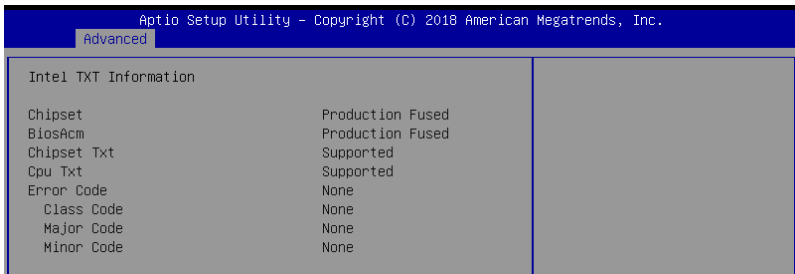 Aptio Setup Utility – Copyright (C) 2018 American Megatrends, Inc.
Advanced
Intel TXT Information
Chipset Production Fused
BiosAcm Production Fused
Chipset Txt Supported
Cpu Txt Supported
Error Code None
Class Code None
Major Code None
Minor Code None